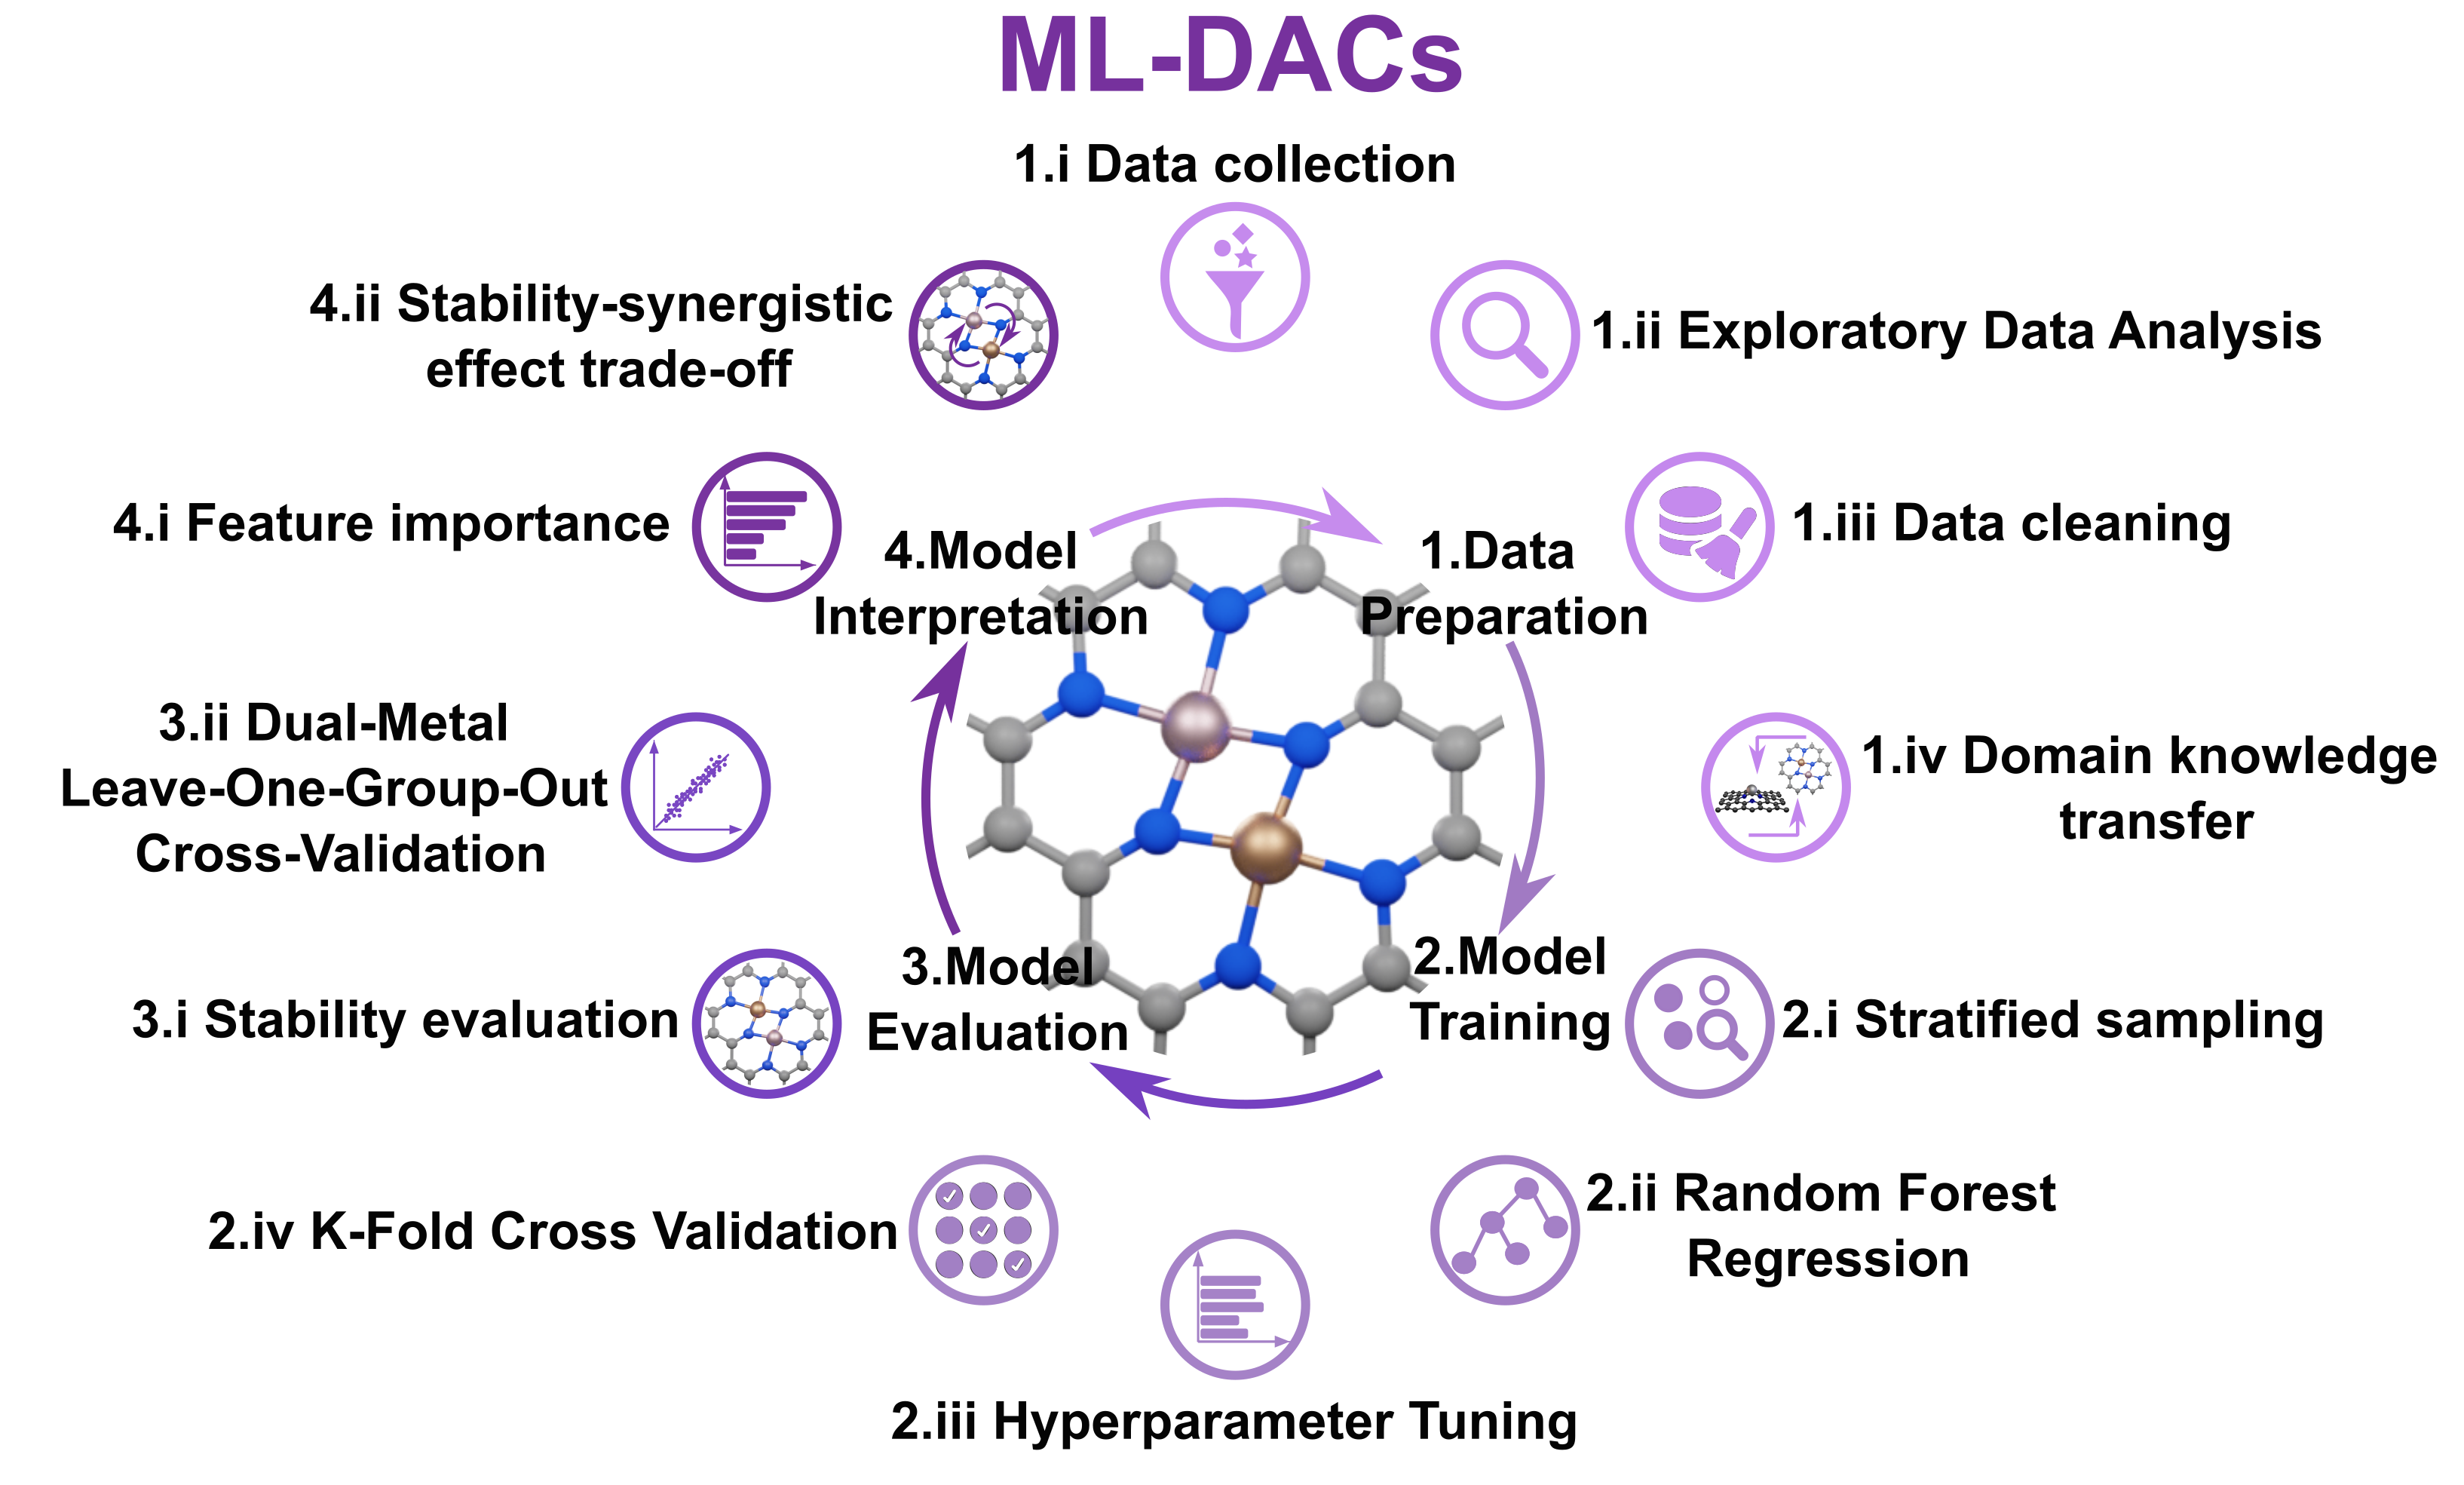 ML-DACs
1.i Data collection
1.ii Exploratory Data Analysis
1.iii Data cleaning
1.iv Domain knowledge
transfer
2.i Stratified sampling
2.ii Random Forest
Regression
2.iii Hyperparameter Tuning
2.iv K-Fold Cross Validation
3.i Stability evaluation
3.ii Dual-Metal
Leave-One-Group-Out
Cross-Validation
4.i Feature importance
4.ii Stability-synergistic
effect trade-off
1.Data
Preparation
2.Model
Training
3.Model
Evaluation
4.Model
Interpretation